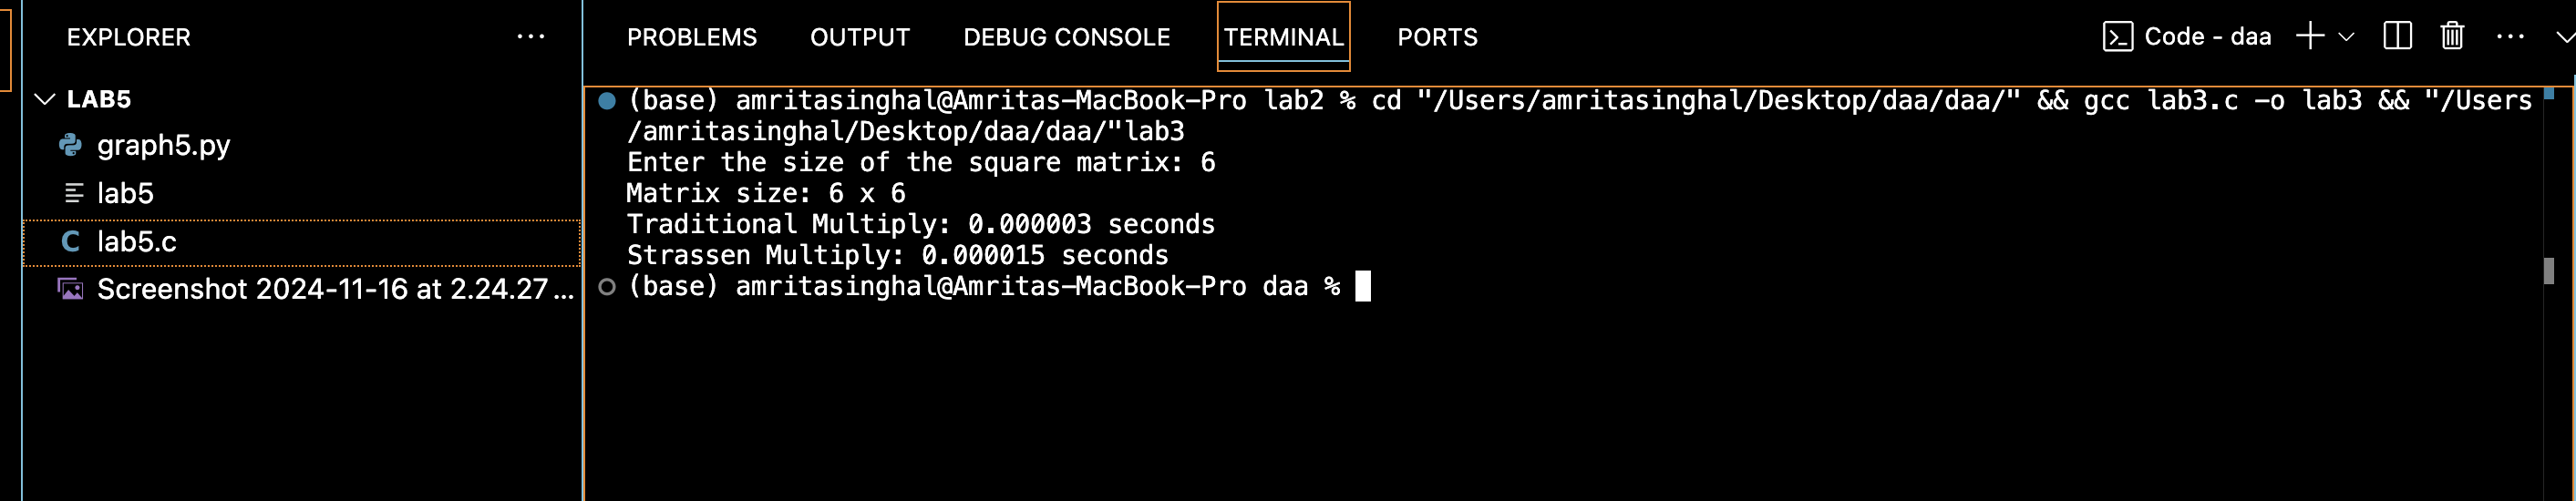 EXPLORER
LAB5
graph5.py
lab5
C lab5.c
Screenshot 2024-11-16 at 2.24.27...
PROBLEMS OUTPUT DEBUG CONSOLE TERMINAL PORTS Code - daa
(base) amritasinghal@Amritas-MacBook-Pro lab2 % cd "/Users/amritasinghal/Desktop/daa/daa/" && gcc lab3.c -o lab3 && "/Users
/amritasinghal/Desktop/daa/daa/"lab3
Enter the size of the square matrix: 6
Matrix size: 6 x 6
Traditional Multiply: 0.000003 seconds
Strassen Multiply: 0.000015 seconds
(base) amritasinghal@Amritas-MacBook-Pro daa %